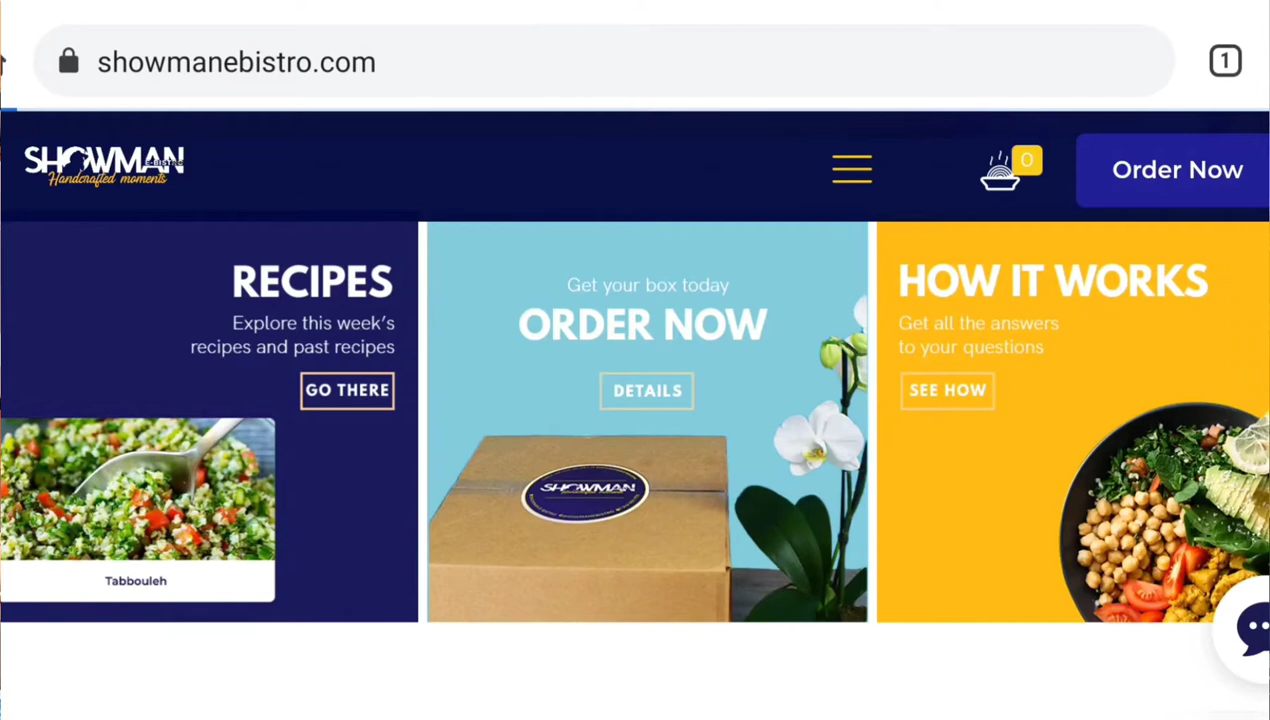 showmanebistro.com
1
SHOWMAN
E-BISTRO
Handcrafted moments
0
Order Now
RECIPES
Explore this week's
recipes and past recipes
GO THERE
Tabbouleh
Get your box today
ORDER NOW
DETAILS
SHOWMAN
HOW IT WORKS
Get all the answers
to your questions
SEE HOW